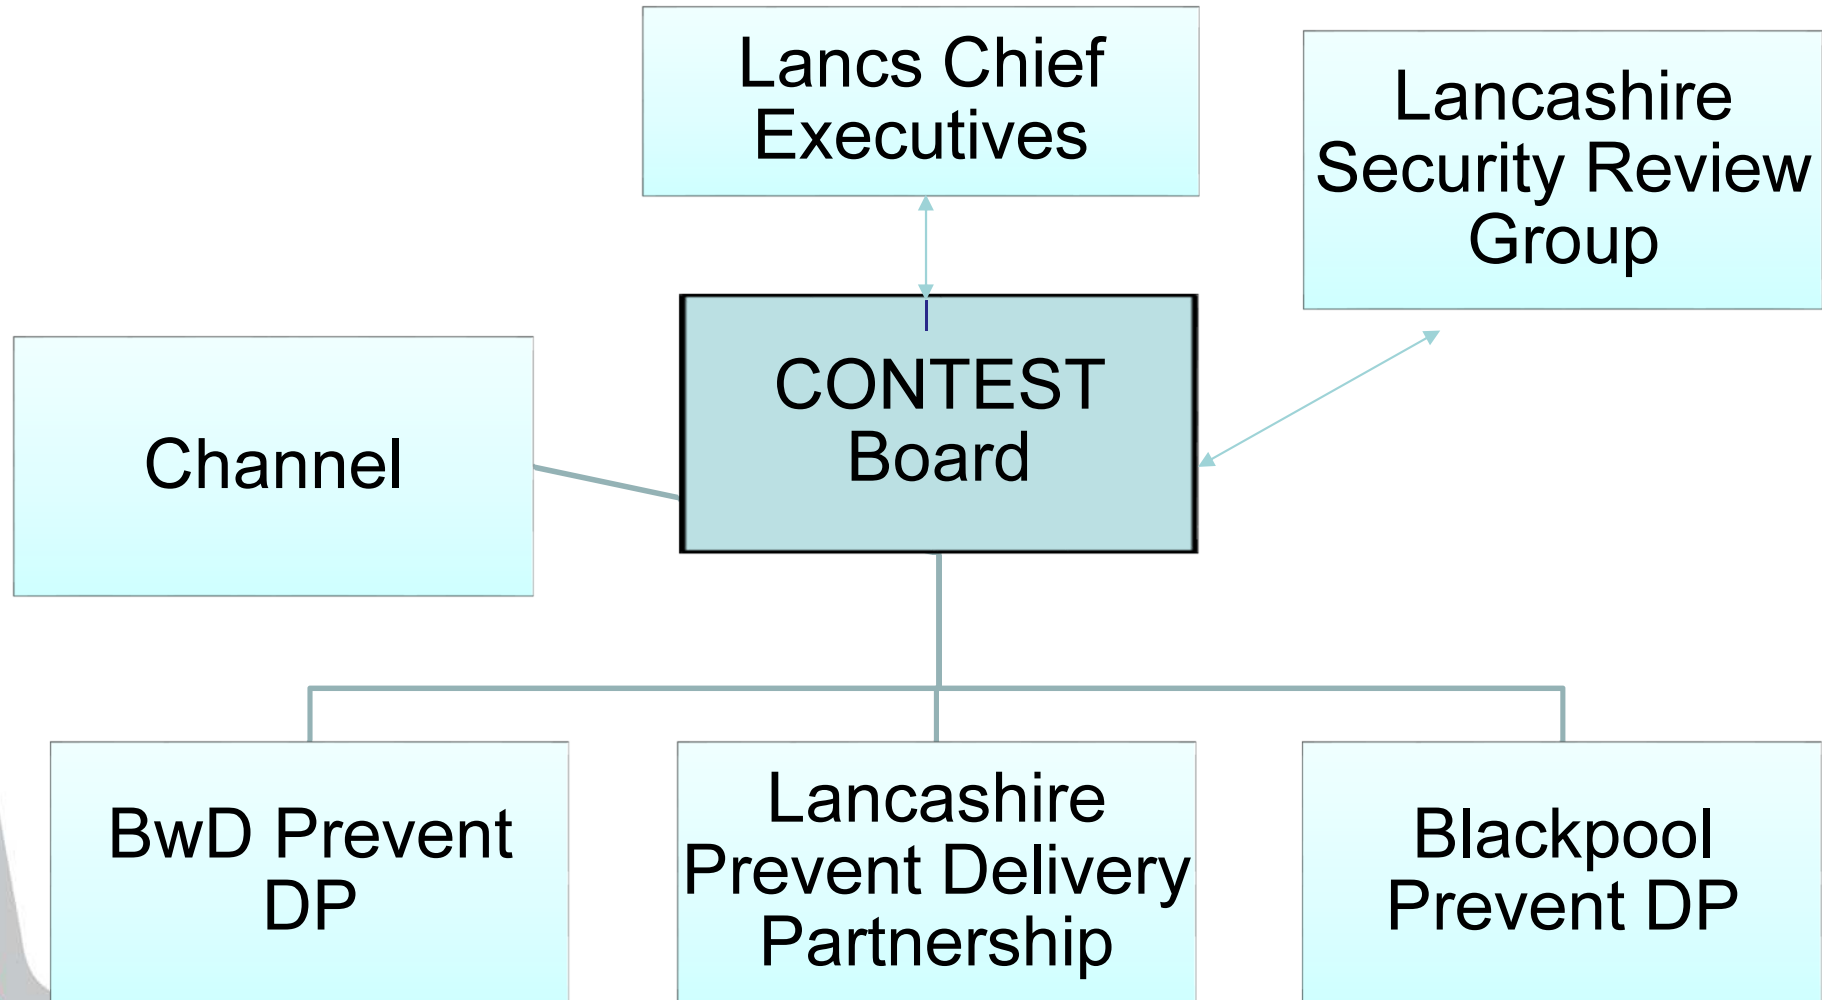 Lancs Chief
Executives
Lancashire
Security Review
Group
CONTEST
Board
Channel
BwD Prevent
DP
Lancashire
Prevent Delivery
Partnership
Blackpool
Prevent DP